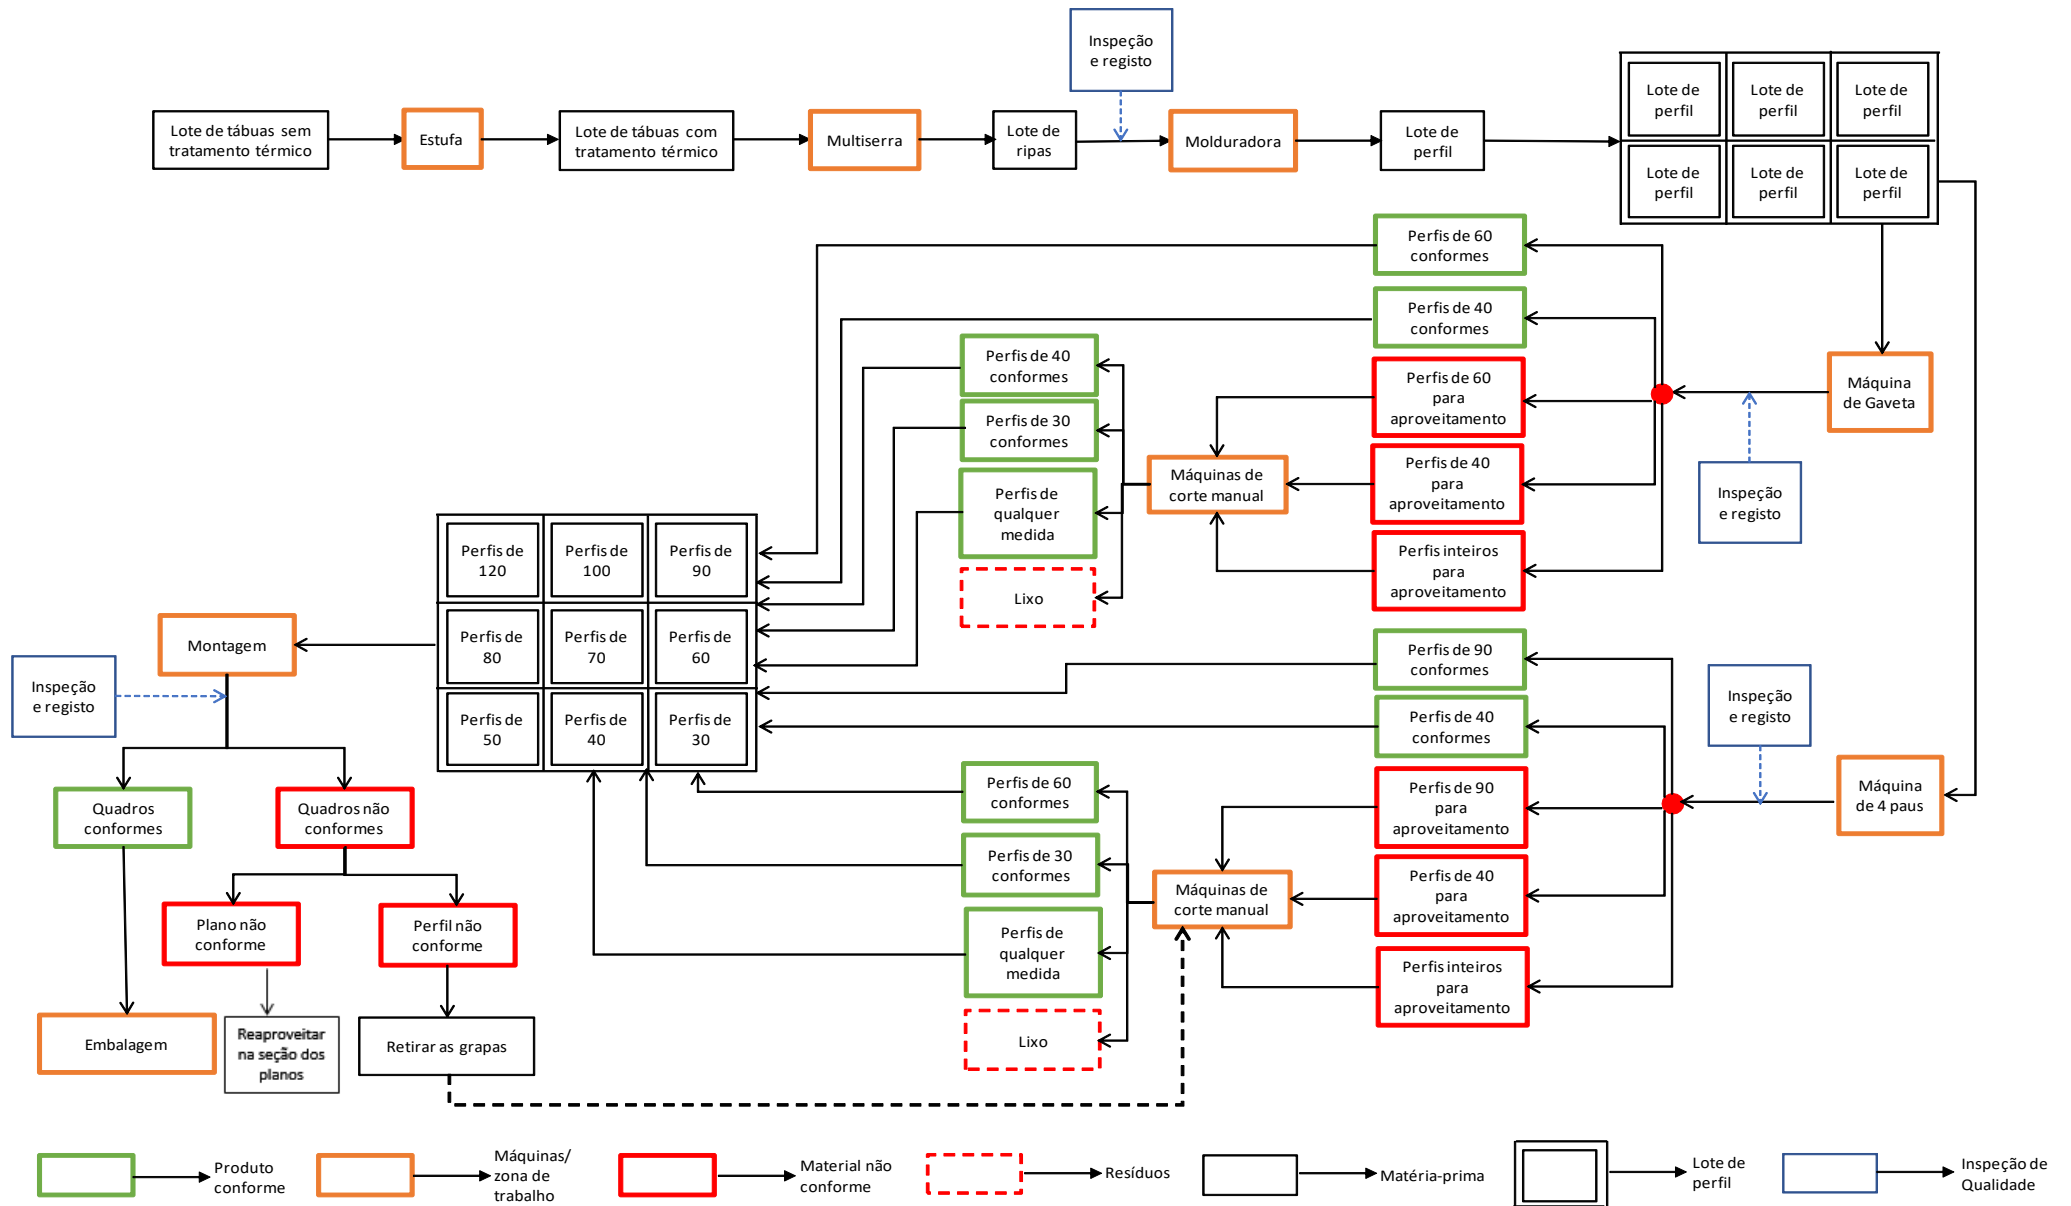 Inspeção
e registo
Lote de tábuas sem
tratamento térmico
Estufa
Lote de tábuas com
tratamento térmico
Multiserra
Lote de
ripas
Molduradora
Lote de
perfil
Lote de
perfil
Lote de
perfil
Lote de
perfil
Lote de
perfil
Lote de
perfil
Lote de
perfil
Perfis de 60
conformes
Perfis de 40
conformes
Perfis de 60
para
aproveitamento
Perfis de 40
para
aproveitamento
Perfis inteiros
para
aproveitamento
Máquina
de Gaveta
Inspeção
e registo
Perfis de 40
conformes
Perfis de 30
conformes
Perfis de
qualquer
medida
Lixo
Máquinas de
corte manual
Perfis de
120
Perfis de
100
Perfis de
90
Perfis de
80
Perfis de
70
Perfis de
60
Perfis de
50
Perfis de
40
Perfis de
30
Montagem
Inspeção
e registo
Quadros
conformes
Quadros não
conformes
Plano não
conforme
Perfil não
conforme
Embalagem
Reaproveitar
na seção dos
planos
Retirar as grapas
Perfis de 90
conformes
Perfis de 40
conformes
Perfis de 90
para
aproveitamento
Perfis de 40
para
aproveitamento
Perfis inteiros
para
aproveitamento
Inspeção
e registo
Máquina
de 4 paus
Perfis de 60
conformes
Perfis de 30
conformes
Perfis de
qualquer
medida
Lixo
Máquinas de
corte manual
Produto
conforme
Máquinas/
zona de
trabalho
Material não
conforme
Resíduos
Matéria-prima
Lote de
perfil
Inspeção de
Qualidade